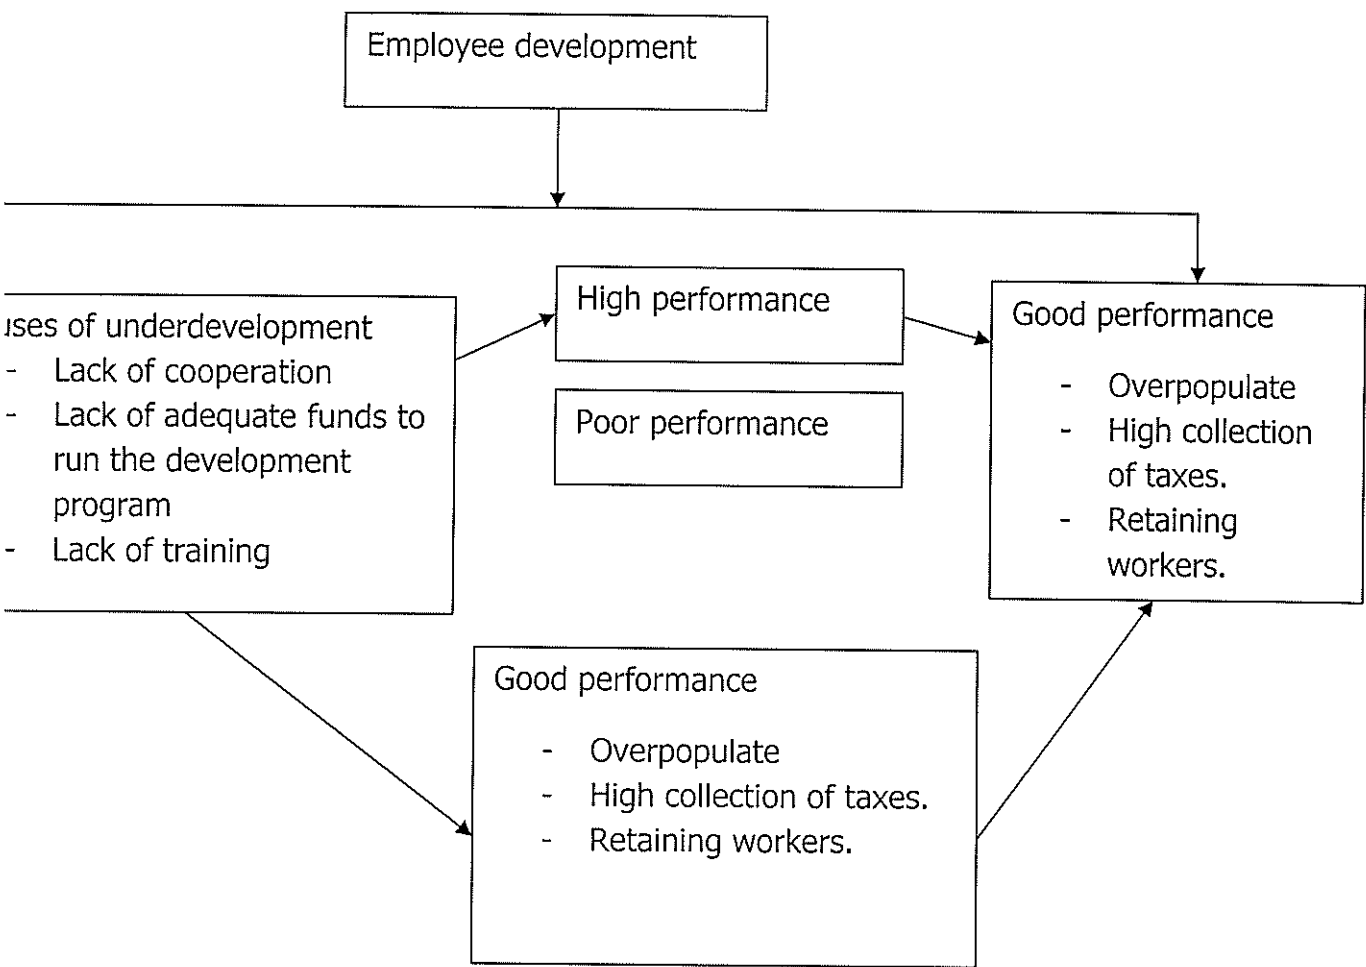 Employee development
uses of underdevelopment
- Lack of cooperation
- Lack of adequate funds to
run the development
program
- Lack of training
High performance
Poor performance
Good performance
- Overpopulate
- High collection
of taxes.
- Retaining
workers.
Good performance
- Overpopulate
- High collection of taxes.
- Retaining workers.